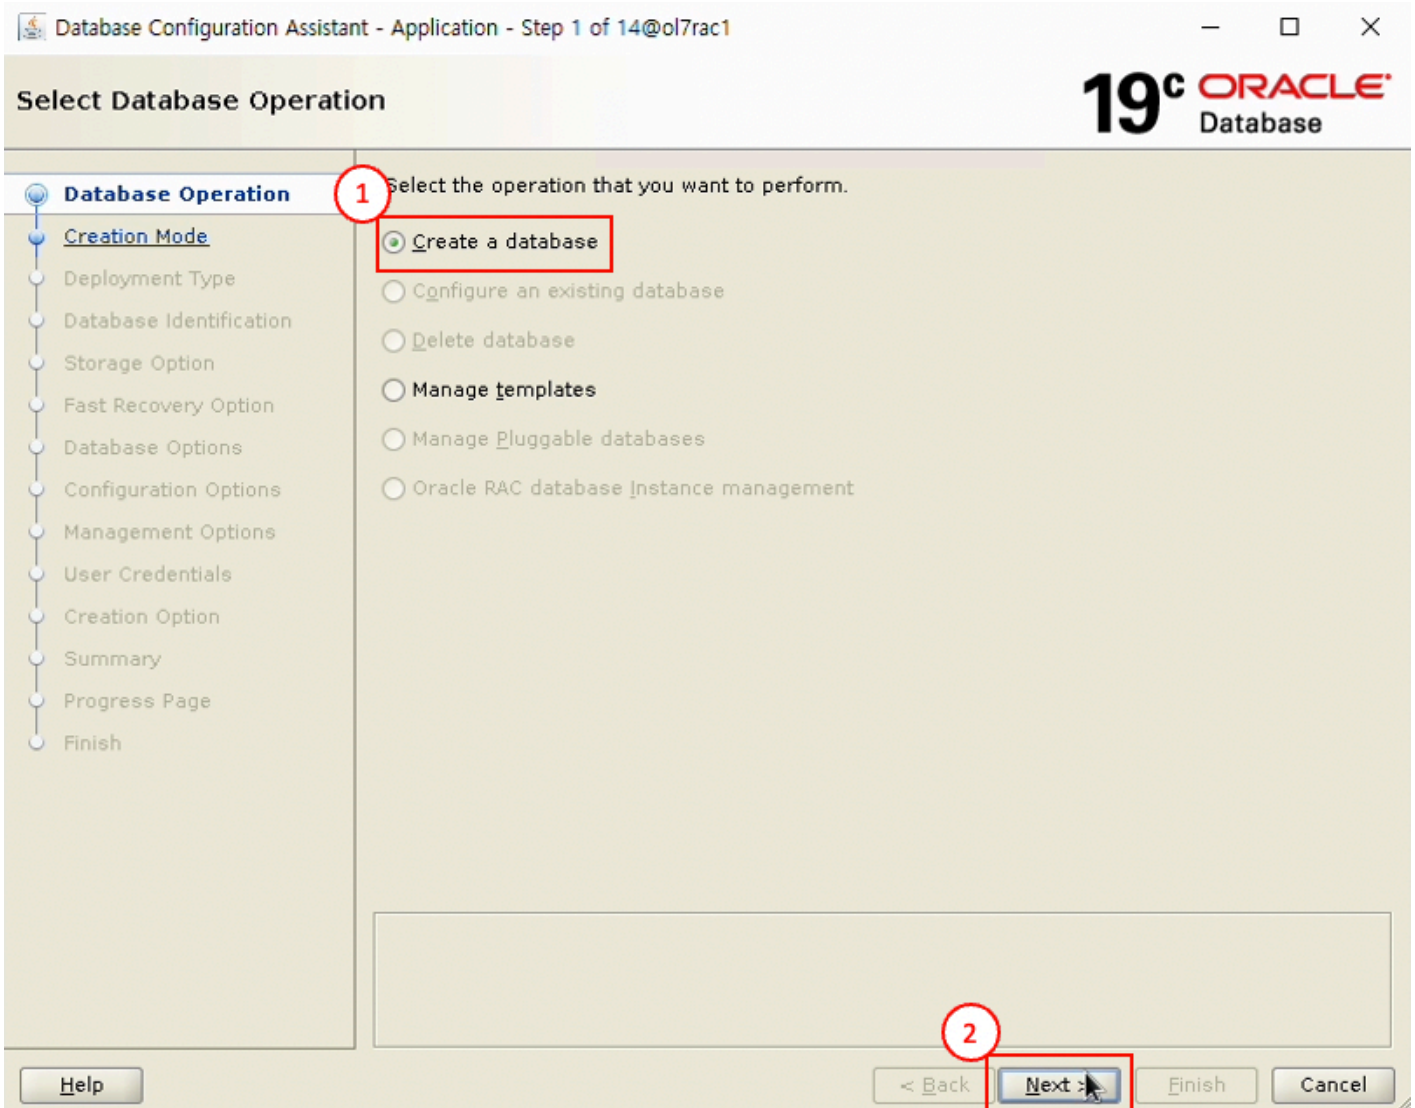 Database Configuration Assistant - Application - Step 1 of 14@ol7rac1
Select Database Operation
19c ORACLE
Database
Database Operation
Creation Mode
Deployment Type
Database Identification
Storage Option
Fast Recovery Option
Database Options
Configuration Options
Management Options
User Credentials
Creation Option
Summary
Progress Page
Finish
1
Select the operation that you want to perform.
Create a database
Configure an existing database
Delete database
Manage templates
Manage Pluggable databases
Oracle RAC database Instance management
2
Help
< Back
Next >
Finish
Cancel